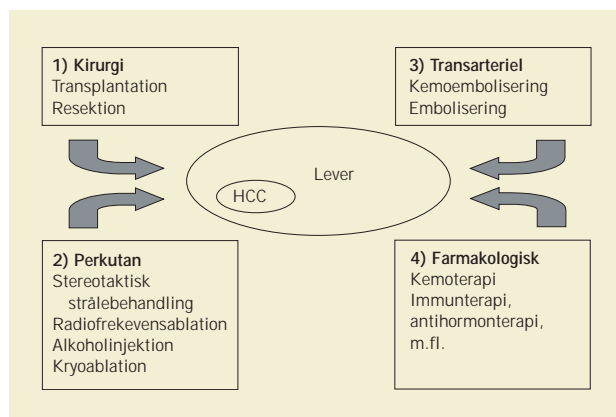 1) Kirurgi
Transplantation
Resektion
3) Transarteriel
Kemoembolisering
Embolisering
Lever
HCC
2) Perkutan
Stereotaktisk
strålebehandling
Radiofrekevensablation
Alkoholinjektion
Kryoablation
4) Farmakologisk
Kemoterapi
Immunterapi,
antihormonterapi,
m.fl.